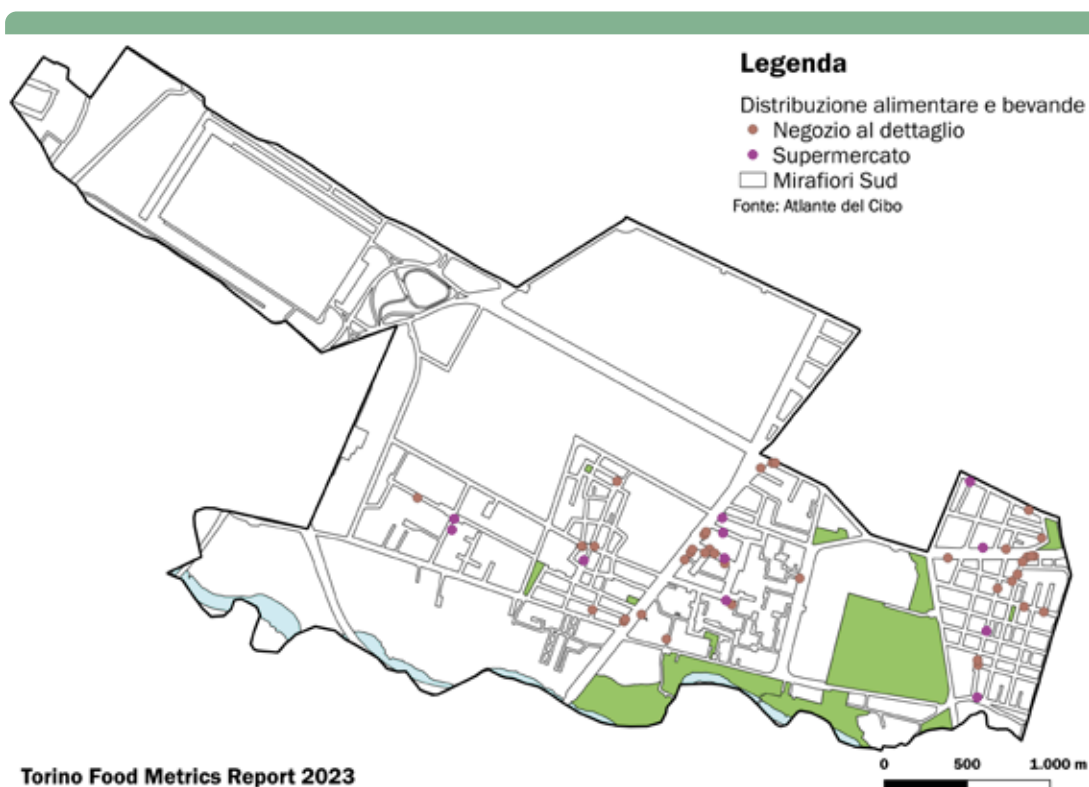 Legenda
Distribuzione alimentare e bevande
Negozio al dettaglio
Supermercato
Mirafiori Sud
Fonte: Atlante del Cibo
Torino Food Metrics Report 2023
0 500 1.000 m